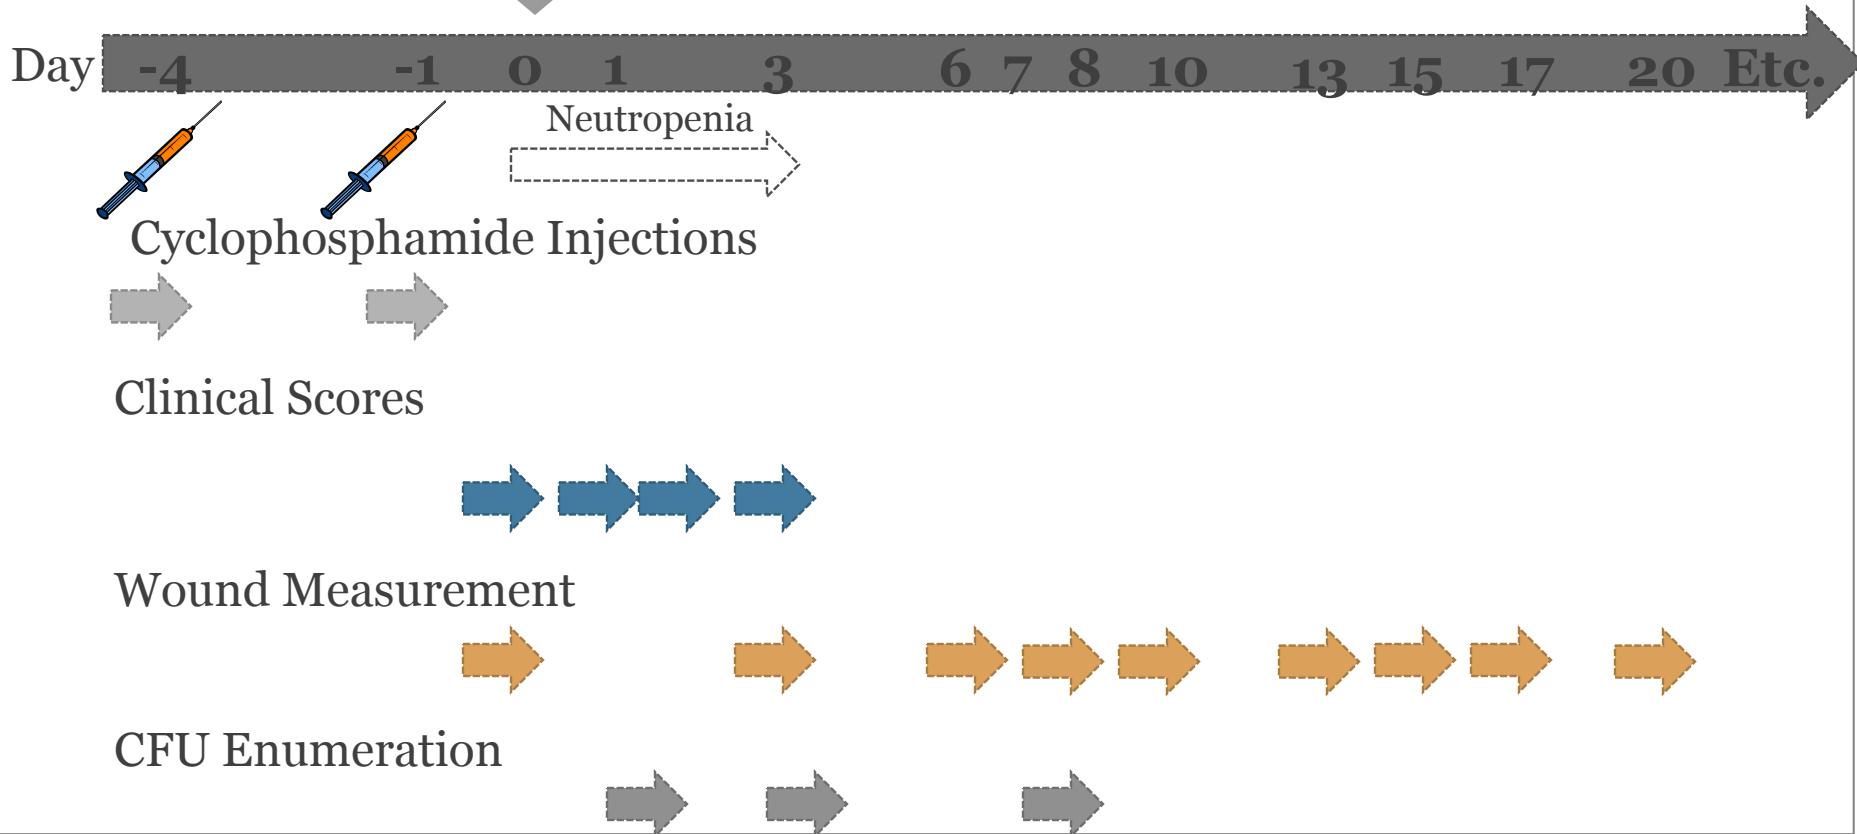 Day -4 -1 0 1 3 6 7 8 10 13 15 17 20 Etc.
Neutropenia
Cyclophosphamide Injections
Clinical Scores
Wound Measurement
CFU Enumeration